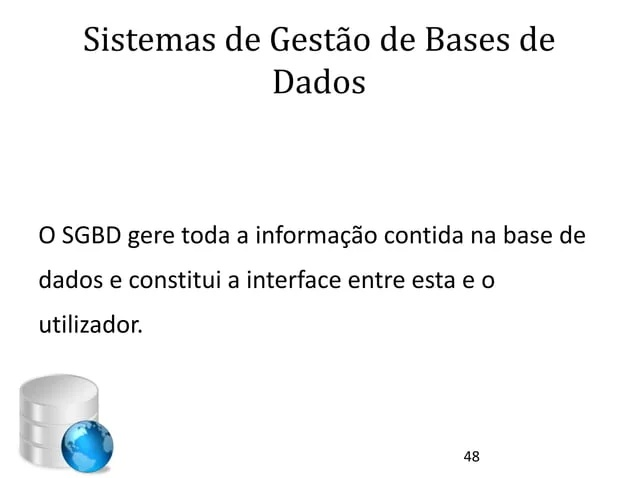 Sistemas de Gestão de Bases de
Dados
O SGBD gere toda a informação contida na base de
dados e constitui a interface entre esta e o
utilizador.
48